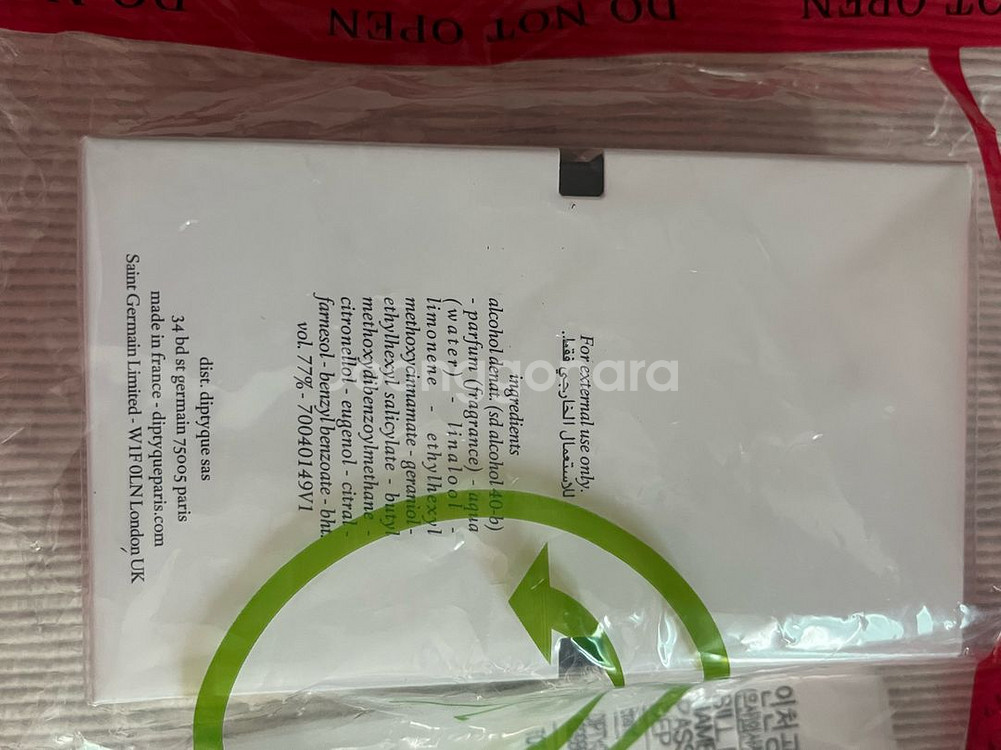 DO NOT OPEN
DO NOT OPEN
For external use only.
للاستعمال الخارجي فقط.
ingredients
alcohol denat. (sd alcohol 40-b)
- parfum (fragrance) - aqua
(water) - linalool -
limonene - ethylhexyl
methoxycinnamate - geraniol -
ethylhexyl salicylate - butyl
methoxydibenzoylmethane -
citronellol - eugenol - citral -
farnesol - benzyl benzoate - bht.
vol. 77% - 70040149V1
dist. diptyque sas
34 bd st germain 75005 paris
made in france - diptyqueparis.com
Saint Germain Limited - W1F 0LN London, UK